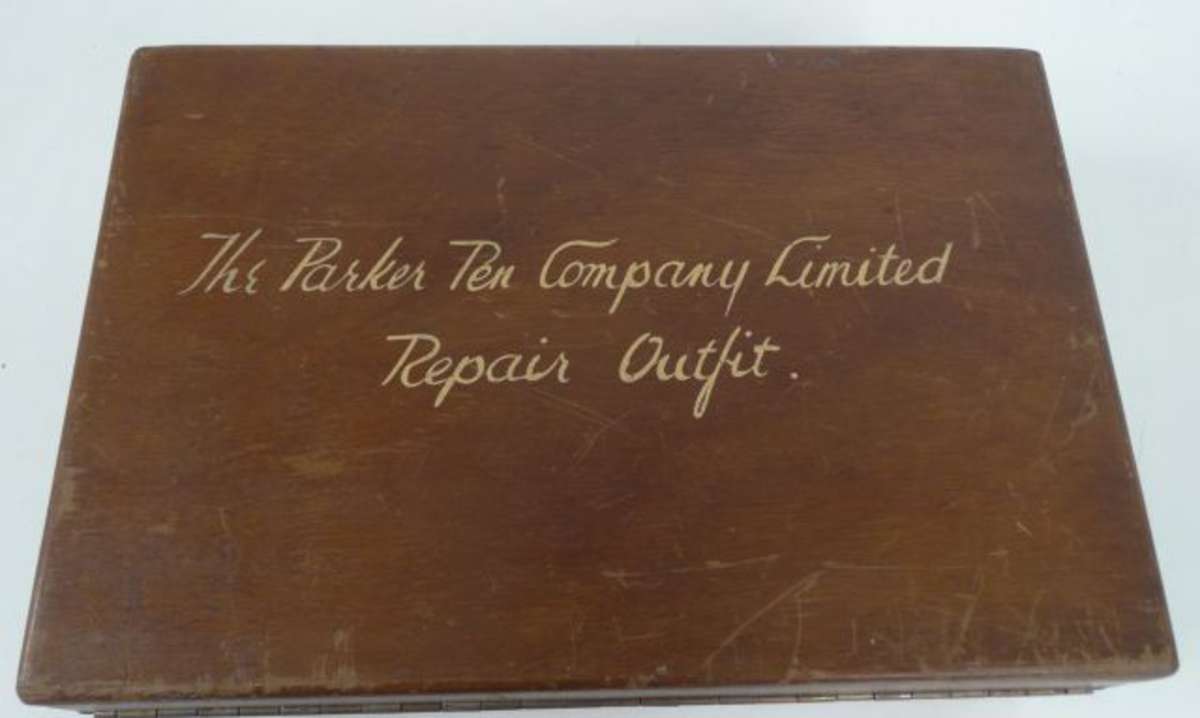 The Parker Pen Company Limited
Repair Outfit.